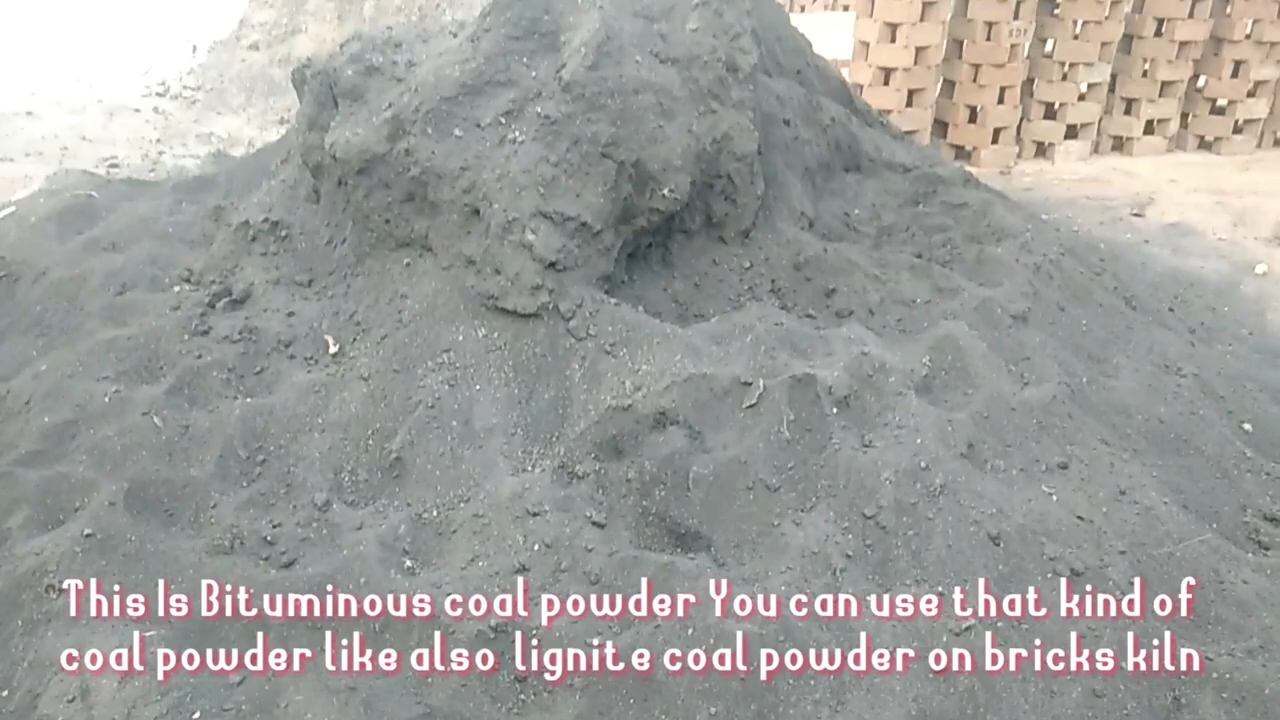 This Is Bituminous coal powder You can use that kind of
coal powder like also lignite coal powder on bricks kiln